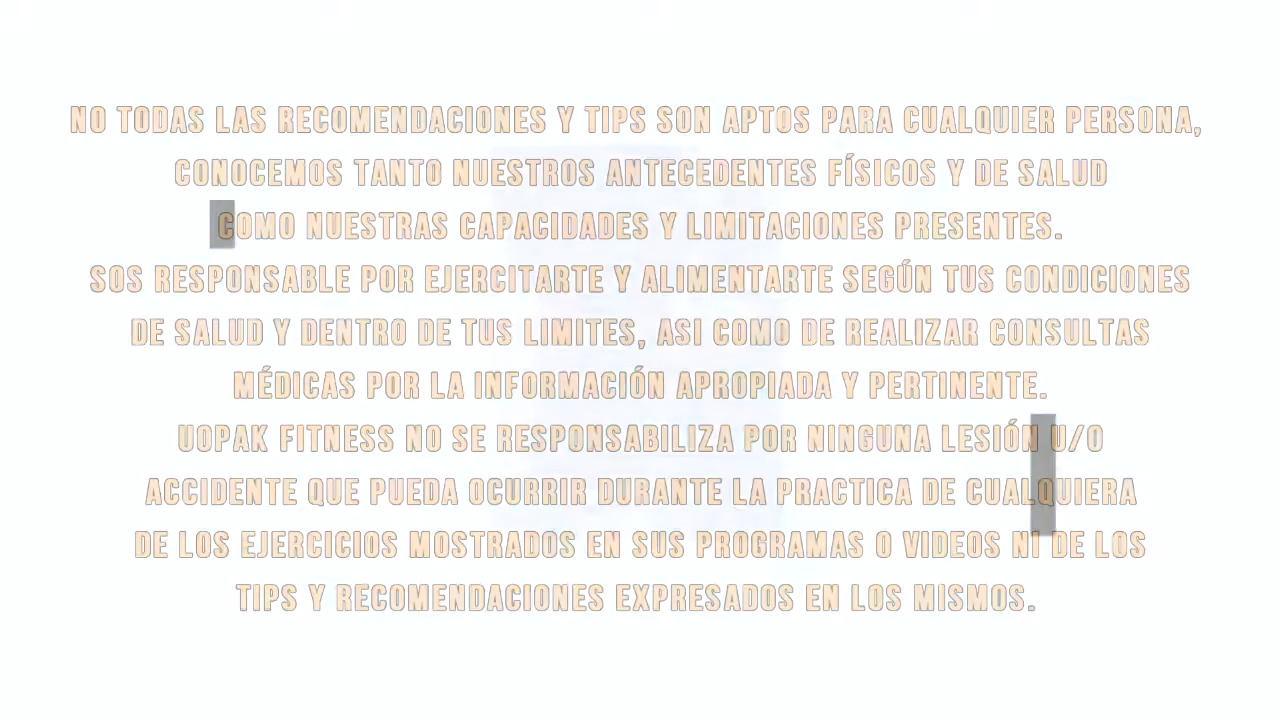 NO TODAS LAS RECOMENDACIONES Y TIPS SON APTOS PARA CUALQUIER PERSONA,
CONOCEMOS TANTO NUESTROS ANTECEDENTES FÍSICOS Y DE SALUD
COMO NUESTRAS CAPACIDADES Y LIMITACIONES PRESENTES.
SOS RESPONSABLE POR EJERCITARTE Y ALIMENTARTE SEGÚN TUS CONDICIONES
DE SALUD Y DENTRO DE TUS LIMITES, ASI COMO DE REALIZAR CONSULTAS
MÉDICAS POR LA INFORMACIÓN APROPIADA Y PERTINENTE.
UOPAK FITNESS NO SE RESPONSABILIZA POR NINGUNA LESIÓN U/O
ACCIDENTE QUE PUEDA OCURRIR DURANTE LA PRACTICA DE CUALQUIERA
DE LOS EJERCICIOS MOSTRADOS EN SUS PROGRAMAS O VIDEOS NI DE LOS
TIPS Y RECOMENDACIONES EXPRESADOS EN LOS MISMOS.